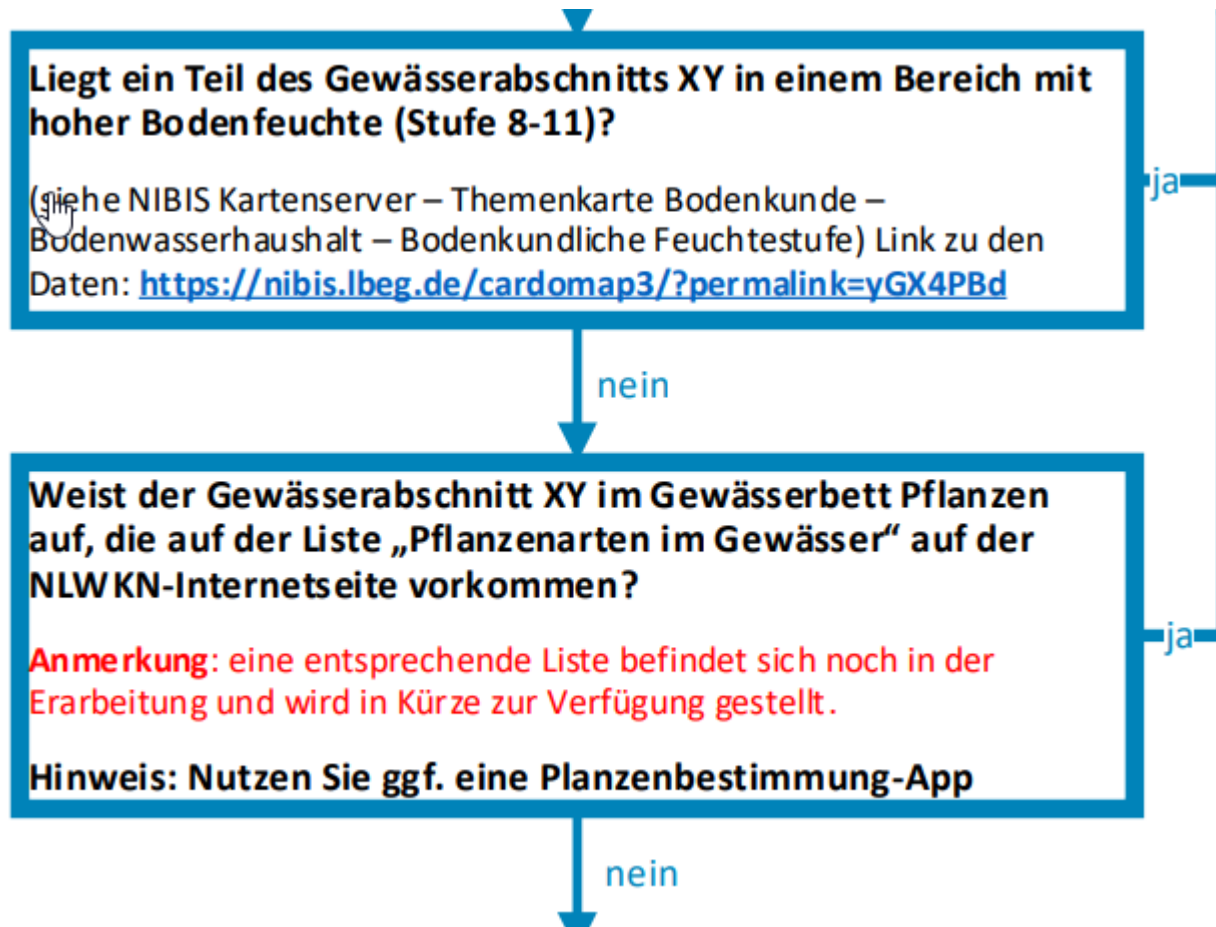 Liegt ein Teil des Gewässerabschnitts XY in einem Bereich mit
hoher Bodenfeuchte (Stufe 8-11)?
(siehe NIBIS Kartenserver – Themenkarte Bodenkunde –
Bodenwasserhaushalt – Bodenkundliche Feuchtestufe) Link zu den
Daten: https://nibis.lbeg.de/cardomap3/?permalink=yGX4PBd
ja
nein
Weist der Gewässerabschnitt XY im Gewässerbett Pflanzen
auf, die auf der Liste „Pflanzenarten im Gewässer“ auf der
NLWKN-Internetseite vorkommen?
Anmerkung: eine entsprechende Liste befindet sich noch in der
Erarbeitung und wird in Kürze zur Verfügung gestellt.
Hinweis: Nutzen Sie ggf. eine Planzenbestimmung-App
ja
nein